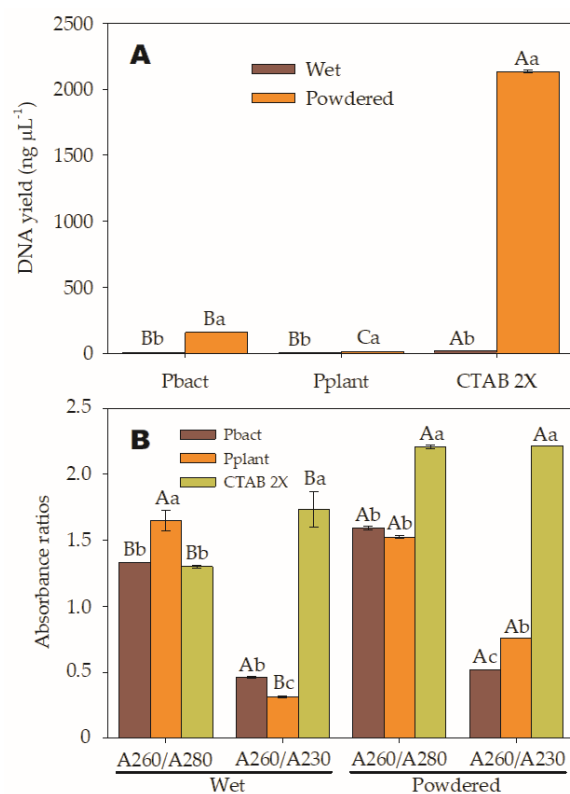 A
DNA yield (ng µL⁻¹)
2500
2000
1500
1000
500
0
Wet
Powdered
Bb
Ba
Bb
Ca
Ab
Aa
Pbact
Pplant
CTAB 2X
B
Absorbance ratios
2.5
2.0
1.5
1.0
0.5
0
Pbact
Pplant
CTAB 2X
Bb
Aa
Bb
Ab
Bc
Ba
Ab
Ab
Aa
Ac
Ab
Aa
A260/A280
A260/A230
A260/A280
A260/A230
Wet
Powdered